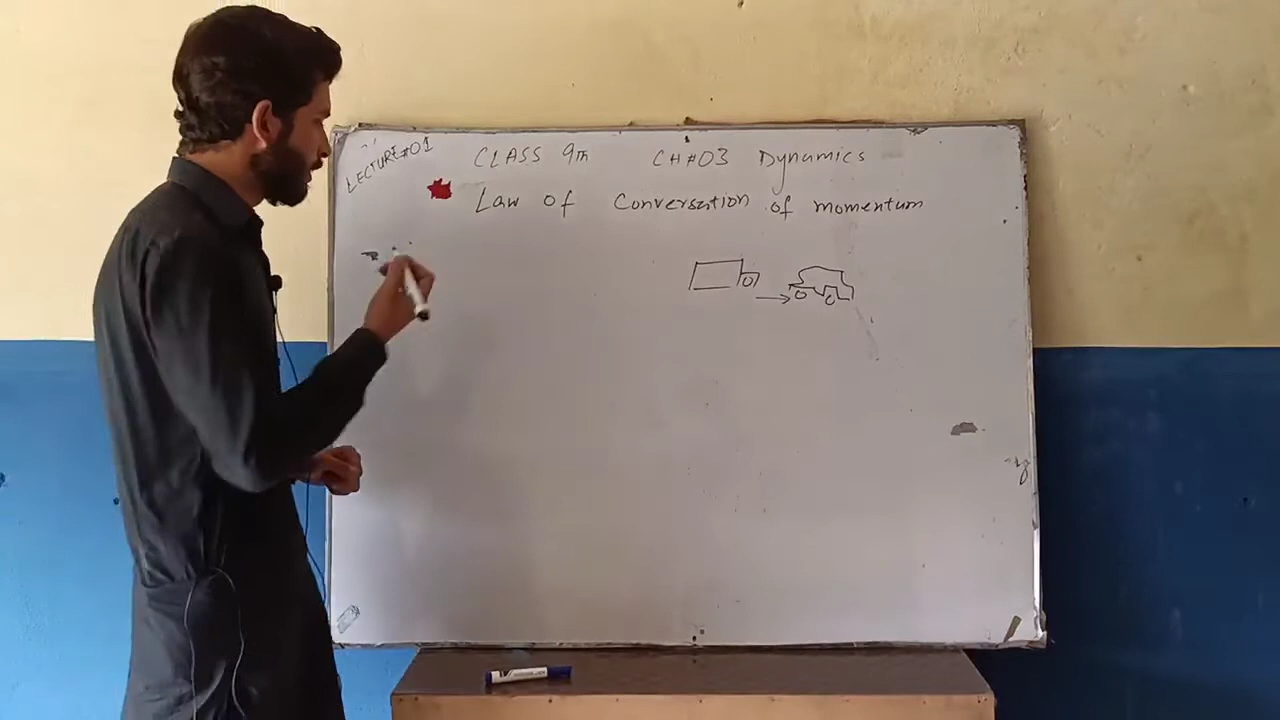 LECTURE#01
CLASS 9th CH#03 Dynamics
Law of Conversation of momentum